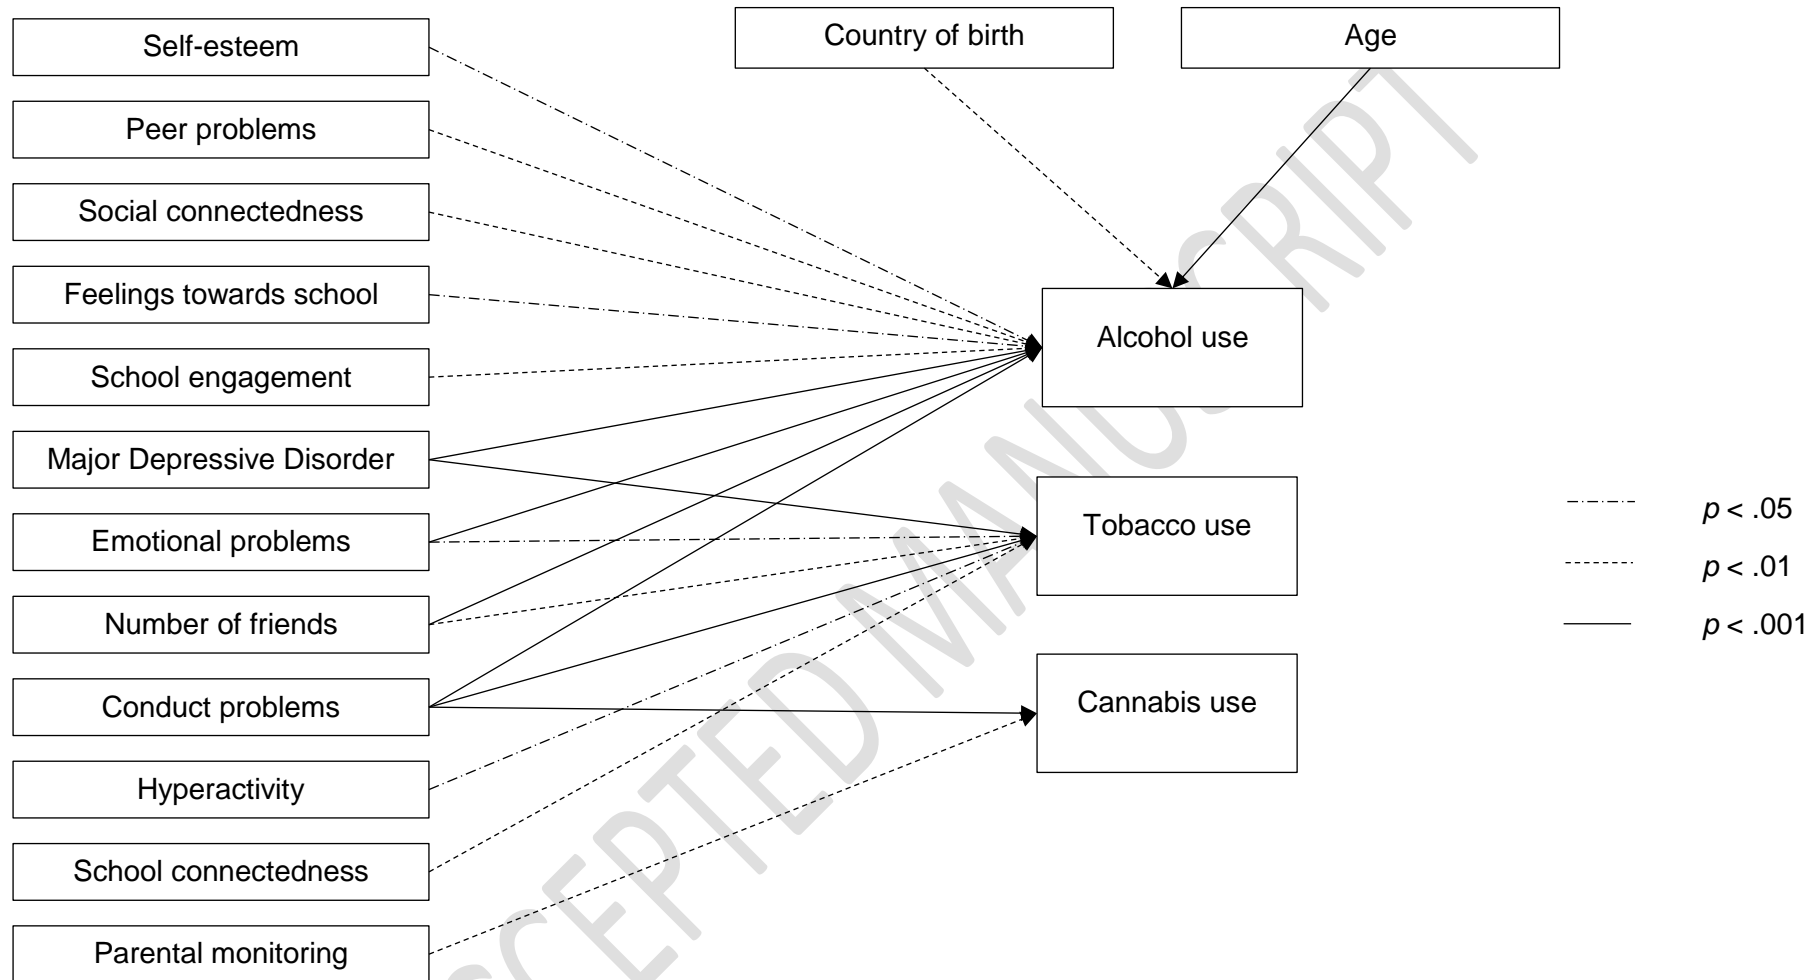 Self-esteem
Peer problems
Social connectedness
Feelings towards school
School engagement
Major Depressive Disorder
Emotional problems
Number of friends
Conduct problems
Hyperactivity
School connectedness
Parental monitoring
Country of birth
Age
Alcohol use
Tobacco use
Cannabis use
p < .05
p < .01
p < .001
CEPTED MANUSCRIPT